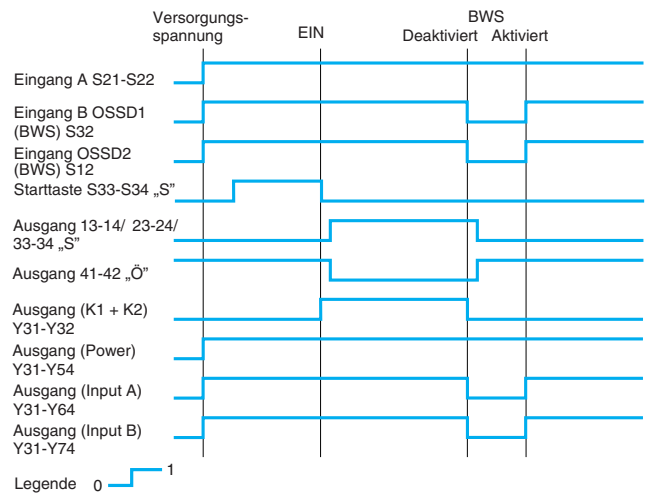 Versorgungs-
spannung
EIN
BWS
Deaktiviert Aktiviert
Eingang A S21-S22
Eingang B OSSD1
(BWS) S32
Eingang OSSD2
(BWS) S12
Starttaste S33-S34 „S”
Ausgang 13-14/ 23-24/
33-34 „S”
Ausgang 41-42 „Ö”
Ausgang (K1 + K2)
Y31-Y32
Ausgang (Power)
Y31-Y54
Ausgang (Input A)
Y31-Y64
Ausgang (Input B)
Y31-Y74
Legende 0 1